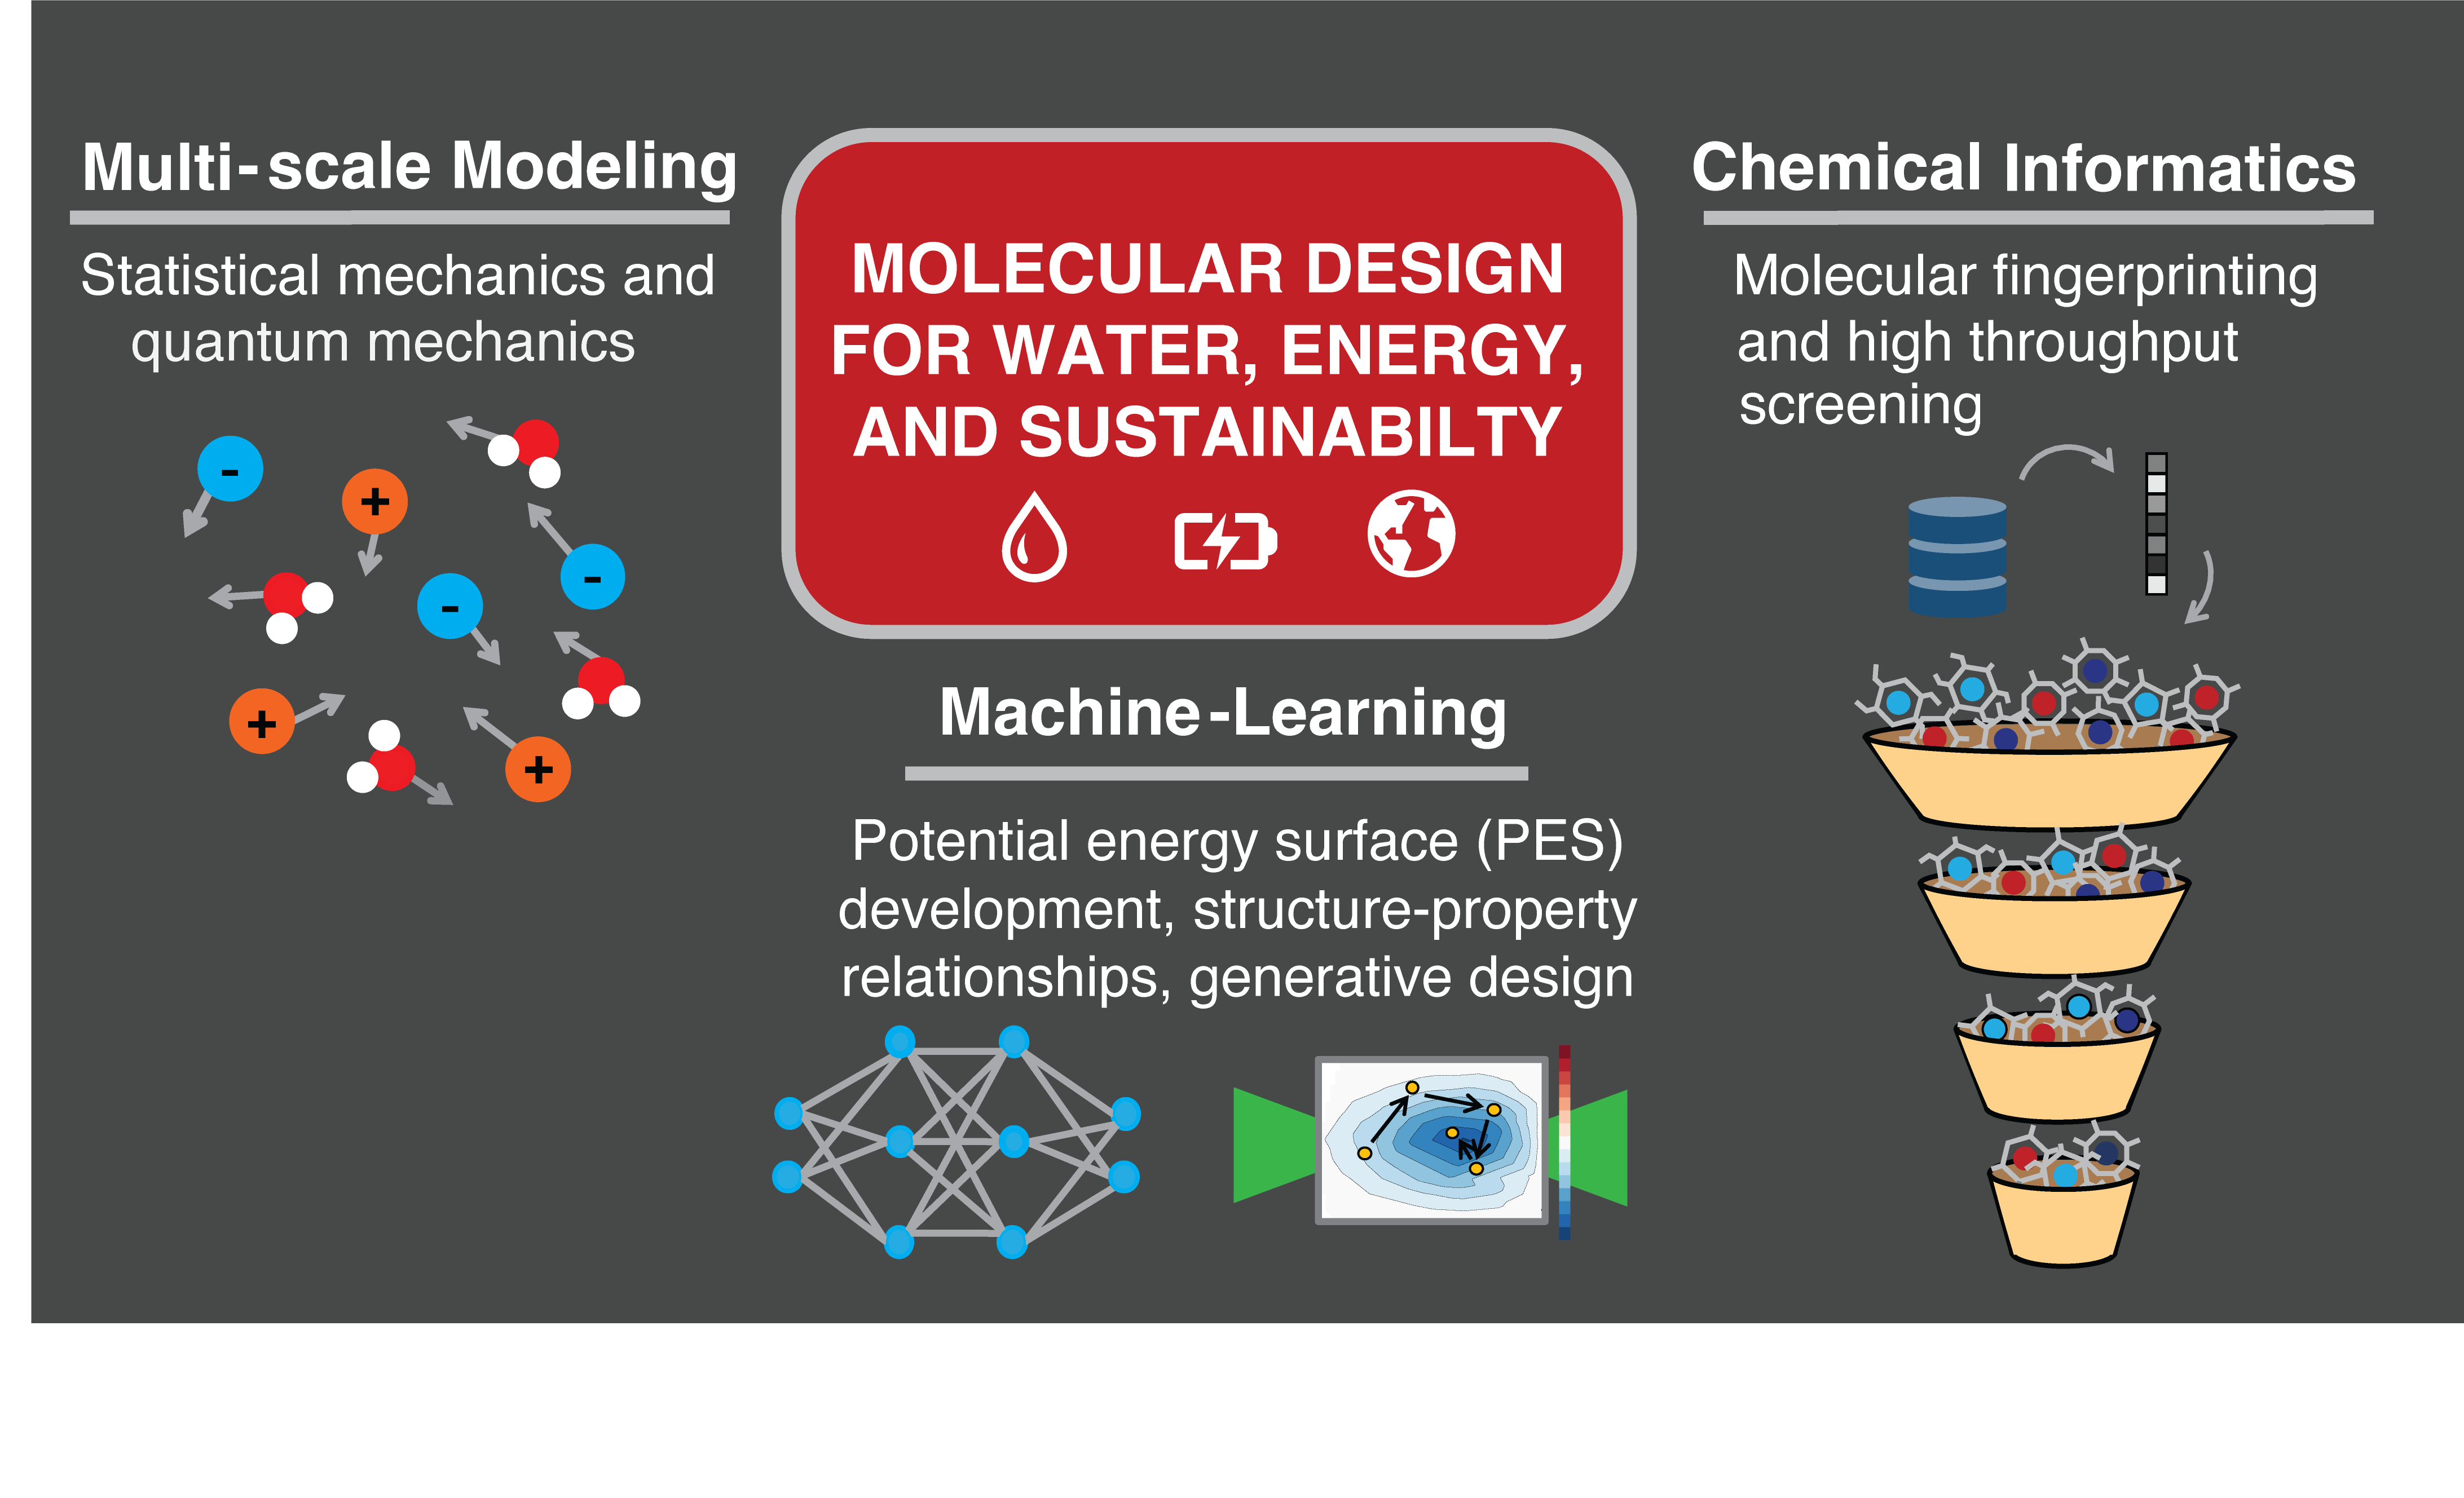 Multi-scale Modeling
Statistical mechanics and
quantum mechanics
-
+
-
-
+
+
MOLECULAR DESIGN
FOR WATER, ENERGY,
AND SUSTAINABILTY
Machine-Learning
Potential energy surface (PES)
development, structure-property
relationships, generative design
Chemical Informatics
Molecular fingerprinting
and high throughput
screening